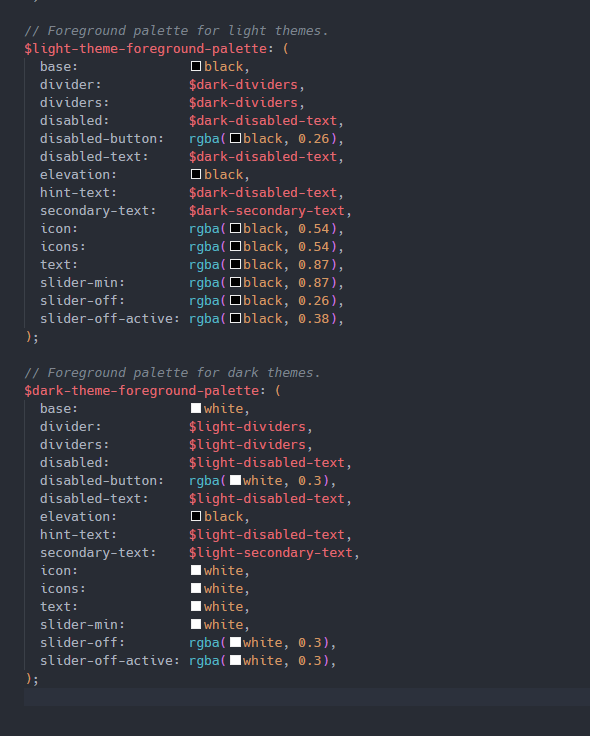 // Foreground palette for light themes.
$light-theme-foreground-palette: (
  base:              black,
  divider:           $dark-dividers,
  dividers:          $dark-dividers,
  disabled:          $dark-disabled-text,
  disabled-button:   rgba(black, 0.26),
  disabled-text:     $dark-disabled-text,
  elevation:         black,
  hint-text:         $dark-disabled-text,
  secondary-text:    $dark-secondary-text,
  icon:              rgba(black, 0.54),
  icons:             rgba(black, 0.54),
  text:              rgba(black, 0.87),
  slider-min:        rgba(black, 0.87),
  slider-off:        rgba(black, 0.26),
  slider-off-active: rgba(black, 0.38),
);
// Foreground palette for dark themes.
$dark-theme-foreground-palette: (
  base:              white,
  divider:           $light-dividers,
  dividers:          $light-dividers,
  disabled:          $light-disabled-text,
  disabled-button:   rgba(white, 0.3),
  disabled-text:     $light-disabled-text,
  elevation:         black,
  hint-text:         $light-disabled-text,
  secondary-text:    $light-secondary-text,
  icon:              white,
  icons:             white,
  text:              white,
  slider-min:        white,
  slider-off:        rgba(white, 0.3),
  slider-off-active: rgba(white, 0.3),
);